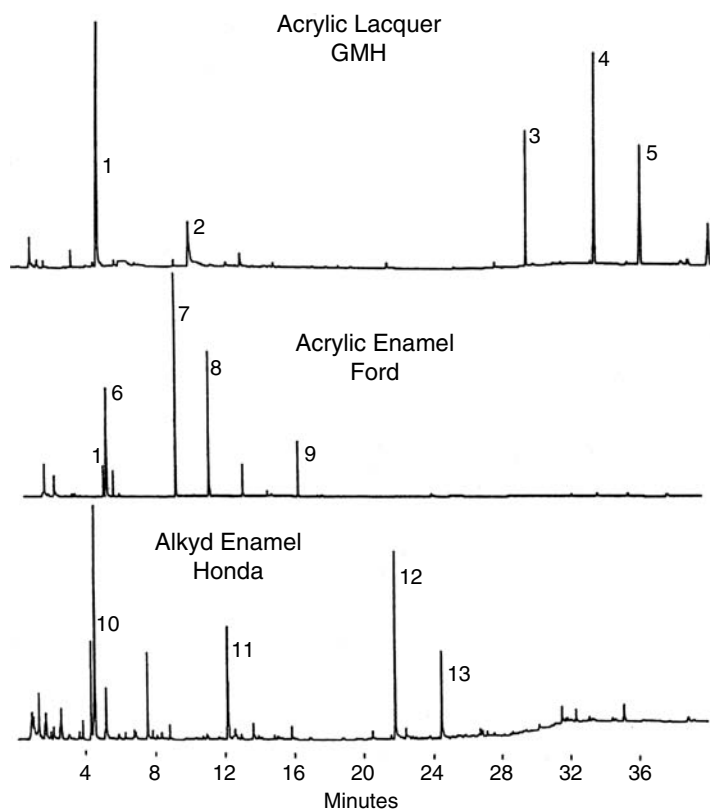 Acrylic Lacquer
GMH
1
2
3
4
5
Acrylic Enamel
Ford
1
6
7
8
9
Alkyd Enamel
Honda
10
11
12
13
4 8 12 16 20 24 28 32 36
Minutes